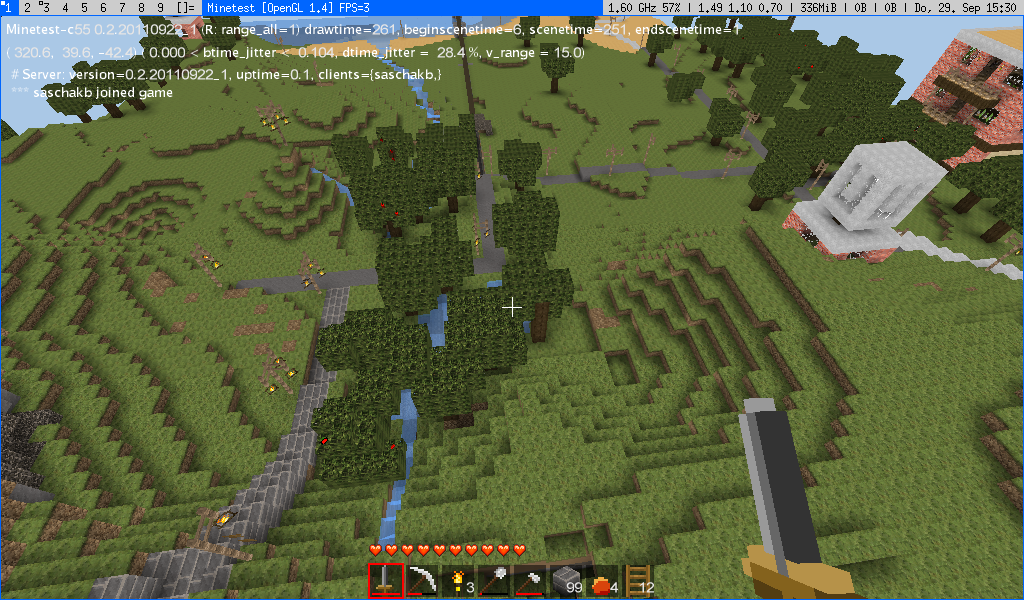 1 2 3 4 5 6 7 8 9 []= Minetest [OpenGL 1.4] FPS=3 1,60 GHz 57% | 1.49 1.10 0.70 | 336MiB | 0B | 0B | Do, 29. Sep 15:30
Minetest-c55 0.2.20110922_1 (R: range_all=1) drawtime=261, beginscenetime=6, scenetime=251, endscenetime=1
( 320.6, 39.6, -42.4) ( 0.000 < btime_jitter < 0.104, dtime_jitter = 28.4 %, v_range = 15.0)
# Server: version=0.2.20110922_1, uptime=0.1, clients={saschakb,}
*** saschakb joined game
3 99 4 12